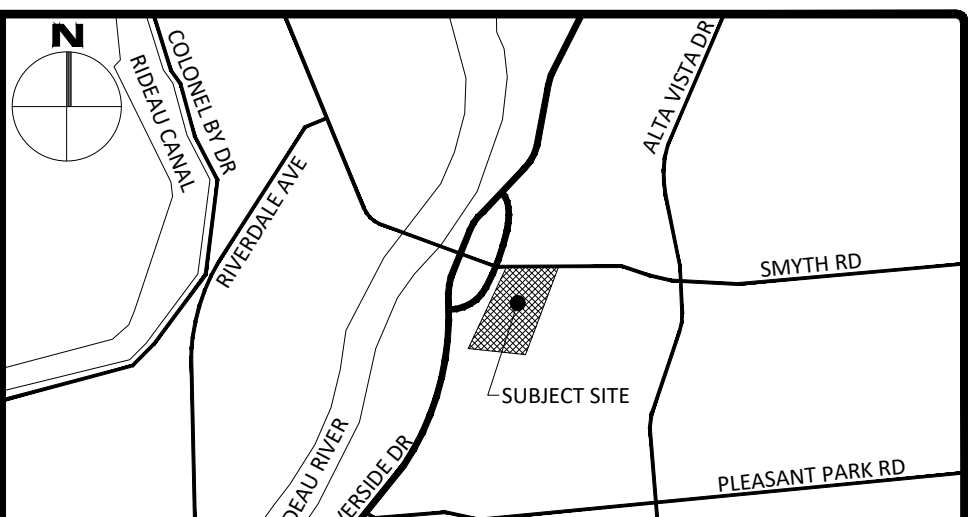 N
COLONEL BY DR
RIDEAU CANAL
ALTA VISTA DR
RIVERDALE AVE
SMYTH RD
SUBJECT SITE
DEAU RIVER
VERSIDE DR
PLEASANT PARK RD